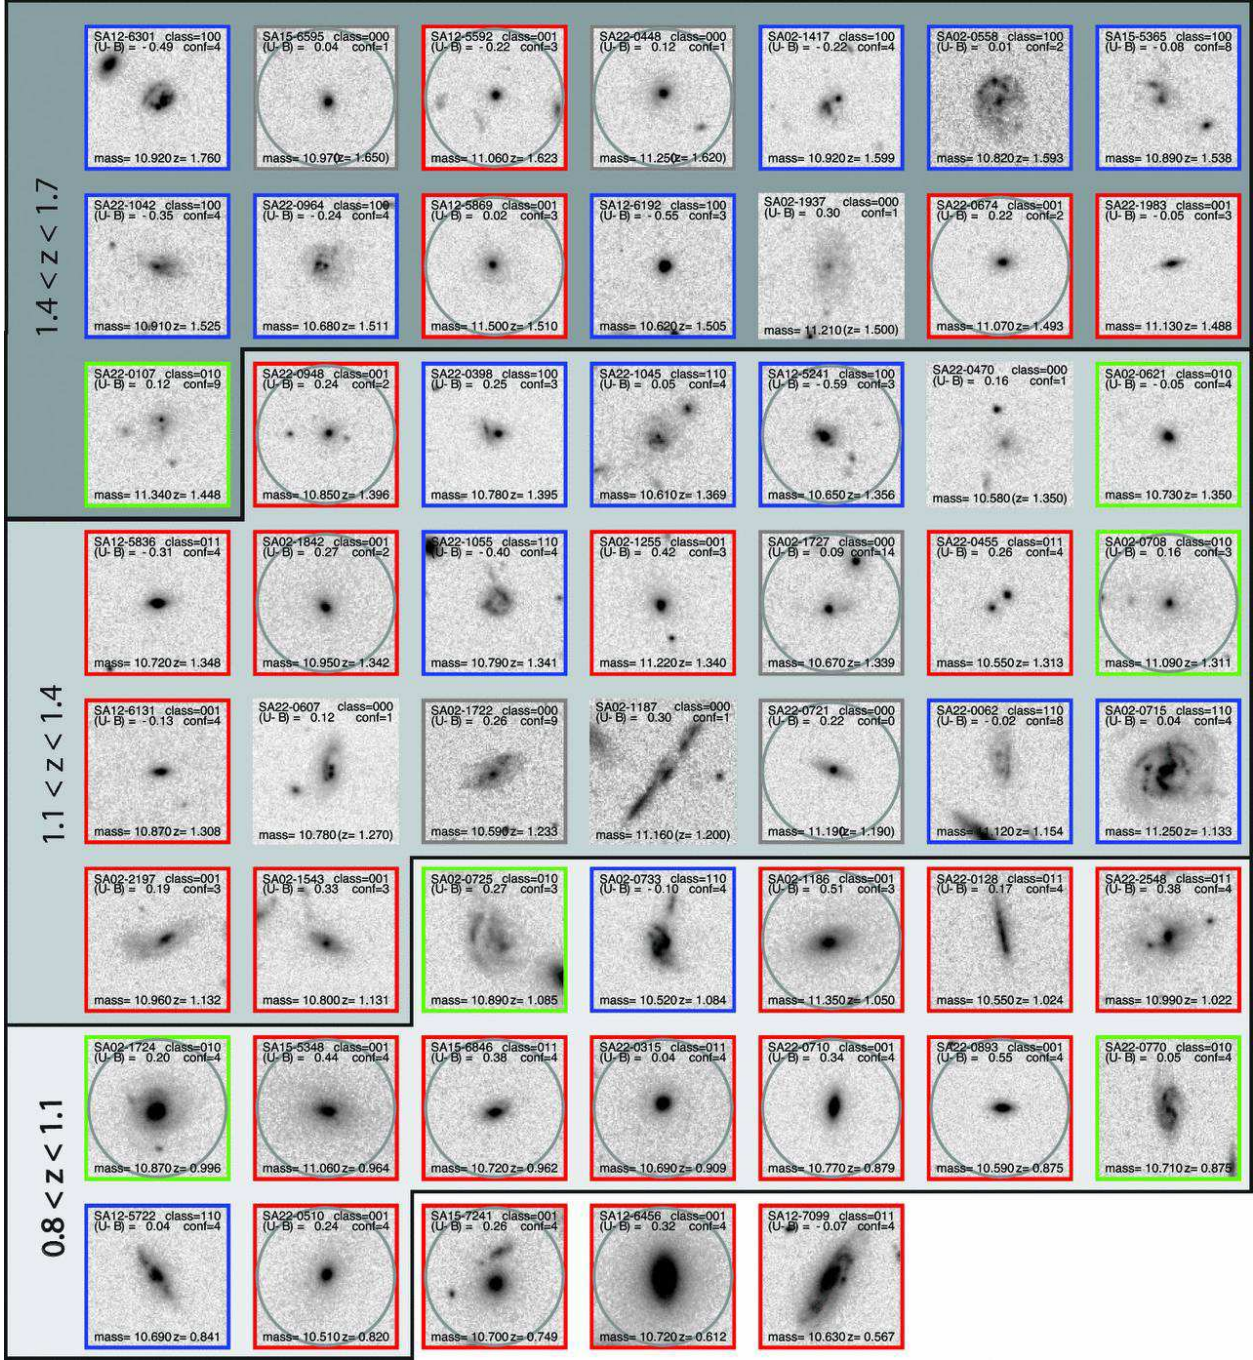 1.4 < z < 1.7
SA12-6301 class=100
(U- B) = - 0.49 conf=4
mass= 10.920 z= 1.760
SA15-6595 class=000
(U- B) = 0.04 conf=1
mass= 10.970(z= 1.650)
SA12-5592 class=001
(U- B) = - 0.22 conf=3
mass= 11.060 z= 1.623
SA22-0448 class=000
(U- B) = 0.12 conf=1
mass= 11.250(z= 1.620)
SA02-1417 class=100
(U- B) = - 0.22 conf=4
mass= 10.920 z= 1.599
SA02-0558 class=100
(U- B) = 0.01 conf=2
mass= 10.820 z= 1.593
SA15-5365 class=100
(U- B) = - 0.08 conf=8
mass= 10.890 z= 1.538
SA22-1042 class=100
(U- B) = - 0.35 conf=4
mass= 10.910 z= 1.525
SA22-0964 class=100
(U- B) = - 0.24 conf=4
mass= 10.680 z= 1.511
SA12-5869 class=001
(U- B) = 0.02 conf=3
mass= 11.500 z= 1.510
SA12-6192 class=100
(U- B) = - 0.55 conf=3
mass= 10.620 z= 1.505
SA02-1937 class=000
(U- B) = 0.30 conf=1
mass= 11.210 (z= 1.500)
SA22-0674 class=001
(U- B) = 0.22 conf=2
mass= 11.070 z= 1.493
SA22-1983 class=001
(U- B) = - 0.05 conf=3
mass= 11.130 z= 1.488
SA22-0107 class=010
(U- B) = 0.12 conf=9
mass= 11.340 z= 1.448
1.1 < z < 1.4
SA22-0948 class=001
(U- B) = 0.24 conf=2
mass= 10.850 z= 1.396
SA22-0398 class=100
(U- B) = 0.25 conf=3
mass= 10.780 z= 1.395
SA22-1045 class=110
(U- B) = 0.05 conf=4
mass= 10.610 z= 1.369
SA12-5241 class=100
(U- B) = - 0.59 conf=3
mass= 10.650 z= 1.356
SA22-0470 class=000
(U- B) = 0.16 conf=1
mass= 10.580 (z= 1.350)
SA02-0621 class=010
(U- B) = - 0.05 conf=4
mass= 10.730 z= 1.350
SA12-5836 class=011
(U- B) = - 0.31 conf=4
mass= 10.720 z= 1.348
SA02-1842 class=001
(U- B) = 0.27 conf=2
mass= 10.950 z= 1.342
SA22-1055 class=110
(U- B) = - 0.40 conf=4
mass= 10.790 z= 1.341
SA02-1255 class=001
(U- B) = 0.42 conf=3
mass= 11.220 z= 1.340
SA02-1727 class=000
(U- B) = 0.09 conf=14
mass= 10.670 z= 1.339
SA22-0455 class=011
(U- B) = 0.26 conf=4
mass= 10.550 z= 1.313
SA02-0708 class=010
(U- B) = 0.16 conf=3
mass= 11.090 z= 1.311
SA12-6131 class=001
(U- B) = - 0.13 conf=4
mass= 10.870 z= 1.308
SA22-0607 class=000
(U- B) = 0.12 conf=1
mass= 10.780 (z= 1.270)
SA02-1722 class=000
(U- B) = 0.26 conf=9
mass= 10.590 z= 1.233
SA02-1187 class=000
(U- B) = 0.30 conf=1
mass= 11.160 (z= 1.200)
SA22-0721 class=000
(U- B) = 0.22 conf=0
mass= 11.190(z= 1.190)
SA22-0062 class=110
(U- B) = - 0.02 conf=8
mass= 11.120 z= 1.154
SA02-0715 class=110
(U- B) = 0.04 conf=4
mass= 11.250 z= 1.133
SA02-2197 class=001
(U- B) = 0.19 conf=3
mass= 10.960 z= 1.132
SA02-1543 class=001
(U- B) = 0.33 conf=3
mass= 10.800 z= 1.131
0.8 < z < 1.1
SA02-0725 class=010
(U- B) = 0.27 conf=3
mass= 10.890 z= 1.085
SA02-0733 class=110
(U- B) = - 0.10 conf=4
mass= 10.520 z= 1.084
SA02-1186 class=001
(U- B) = 0.51 conf=3
mass= 11.350 z= 1.050
SA22-0128 class=011
(U- B) = 0.17 conf=4
mass= 10.550 z= 1.024
SA22-2548 class=011
(U- B) = 0.38 conf=4
mass= 10.990 z= 1.022
SA02-1724 class=010
(U- B) = 0.20 conf=4
mass= 10.870 z= 0.996
SA15-5348 class=001
(U- B) = 0.44 conf=4
mass= 11.060 z= 0.964
SA15-6846 class=011
(U- B) = 0.38 conf=4
mass= 10.720 z= 0.962
SA22-0315 class=011
(U- B) = 0.04 conf=4
mass= 10.690 z= 0.909
SA22-0710 class=001
(U- B) = 0.34 conf=4
mass= 10.770 z= 0.879
SA22-0893 class=001
(U- B) = 0.55 conf=4
mass= 10.590 z= 0.875
SA22-0770 class=010
(U- B) = 0.05 conf=4
mass= 10.710 z= 0.875
SA12-5722 class=110
(U- B) = 0.04 conf=4
mass= 10.690 z= 0.841
SA22-0510 class=001
(U- B) = 0.24 conf=4
mass= 10.510 z= 0.820
SA15-7241 class=001
(U- B) = 0.26 conf=4
mass= 10.700 z= 0.749
SA12-6456 class=001
(U- B) = 0.32 conf=4
mass= 10.720 z= 0.612
SA12-7099 class=011
(U- B) = - 0.07 conf=4
mass= 10.630 z= 0.567